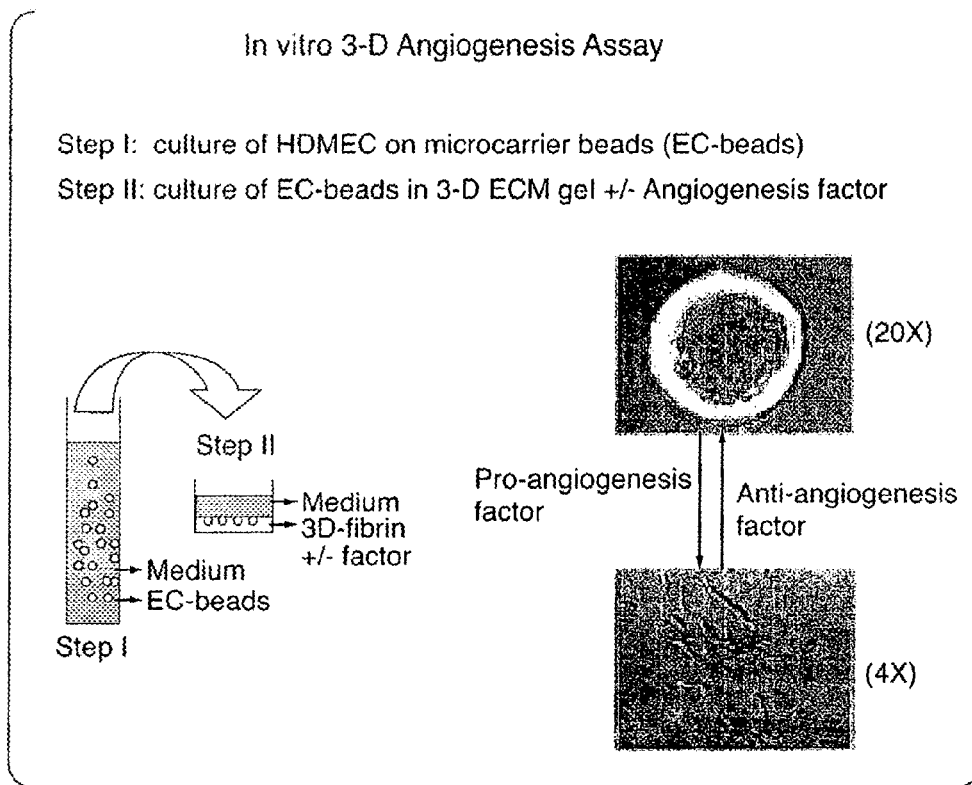 In vitro 3-D Angiogenesis Assay
Step I: culture of HDMEC on microcarrier beads (EC-beads)
Step II: culture of EC-beads in 3-D ECM gel +/- Angiogenesis factor
(20X)
Step II
Medium
3D-fibrin
+/- factor
Medium
EC-beads
Step I
Pro-angiogenesis
factor
Anti-angiogenesis
factor
(4X)